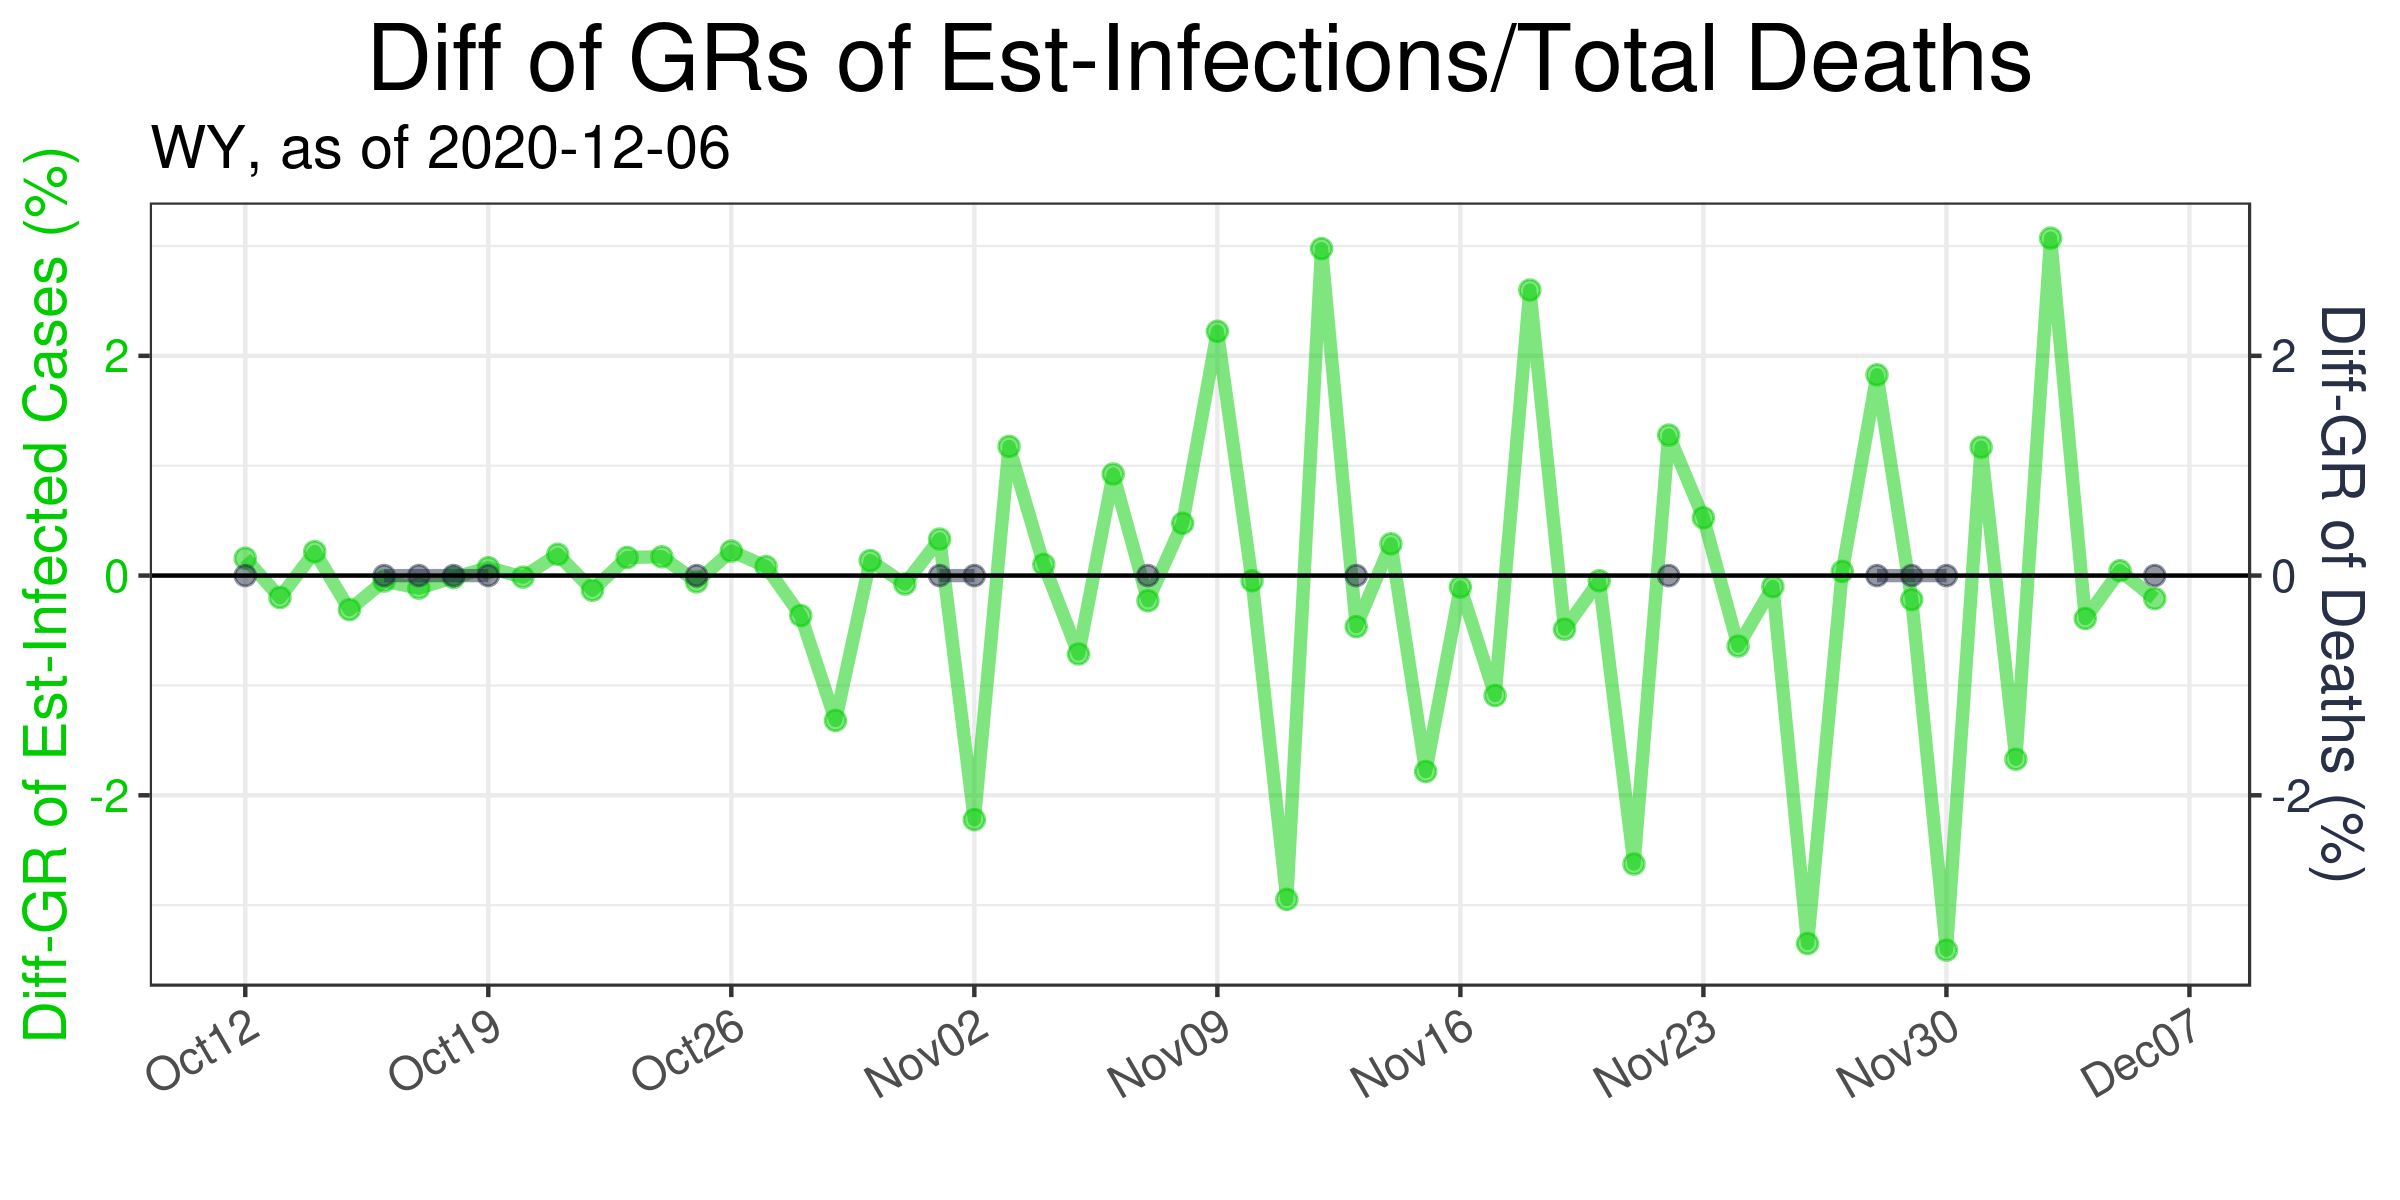 Diff of GRs of Est-Infections/Total Deaths
WY, as of 2020-12-06
Diff-GR of Est-Infected Cases (%)
2
0
-2
2
0
-2
Diff-GR of Deaths (%)
Oct12
Oct19
Oct26
Nov02
Nov09
Nov16
Nov23
Nov30
Dec07